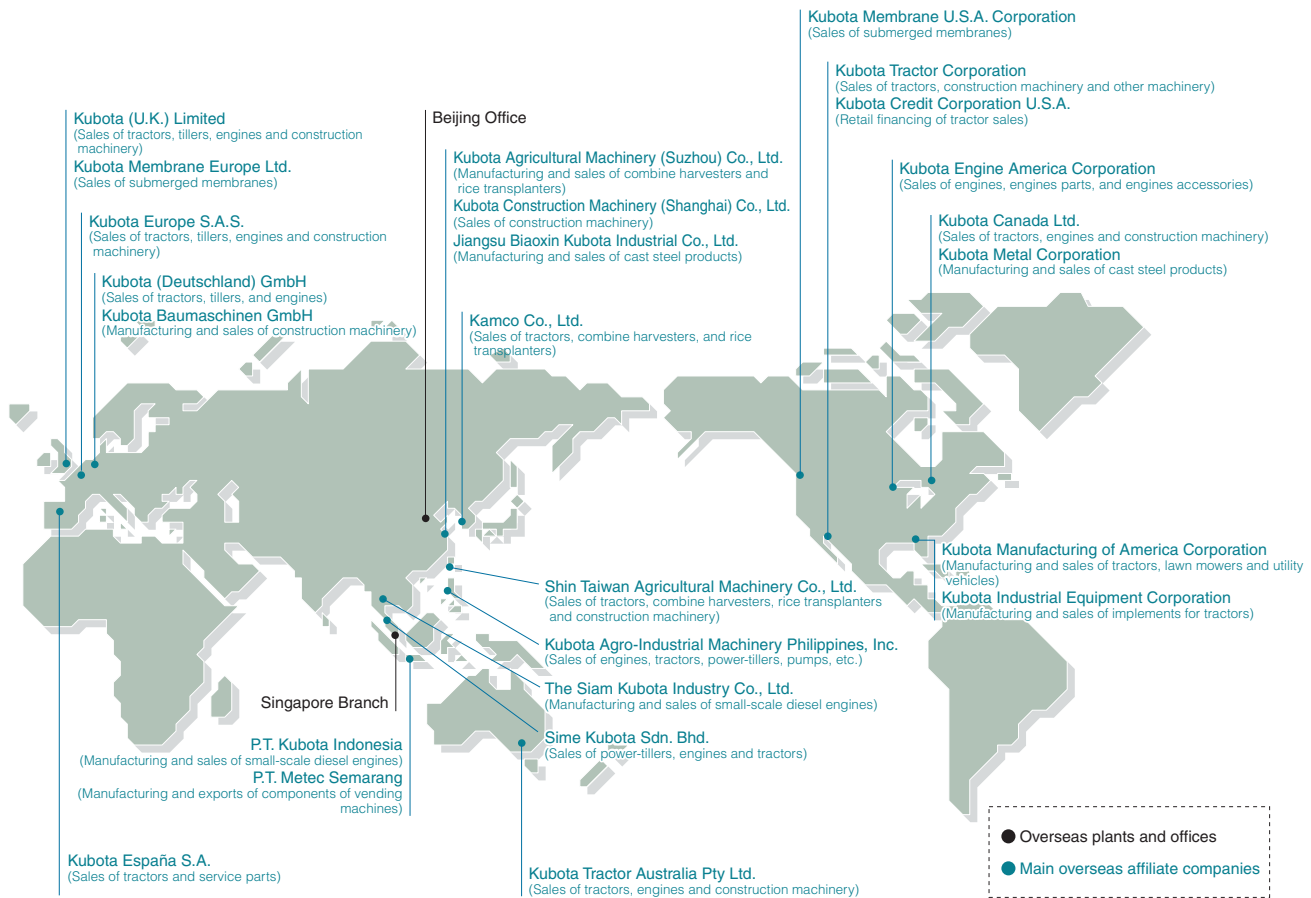 Kubota Membrane U.S.A. Corporation
(Sales of submerged membranes)
Kubota Tractor Corporation
(Sales of tractors, construction machinery and other machinery)
Kubota Credit Corporation U.S.A.
(Retail financing of tractor sales)
Kubota (U.K.) Limited
(Sales of tractors, tillers, engines and construction
machinery)
Kubota Membrane Europe Ltd.
(Sales of submerged membranes)
Kubota Europe S.A.S.
(Sales of tractors, tillers, engines and construction
machinery)
Kubota (Deutschland) GmbH
(Sales of tractors, tillers, and engines)
Kubota Baumaschinen GmbH
(Manufacturing and sales of construction machinery)
Beijing Office
Kubota Agricultural Machinery (Suzhou) Co., Ltd.
(Manufacturing and sales of combine harvesters and
rice transplanters)
Kubota Construction Machinery (Shanghai) Co., Ltd.
(Sales of construction machinery)
Jiangsu Biaoxin Kubota Industrial Co., Ltd.
(Manufacturing and sales of cast steel products)
Kamco Co., Ltd.
(Sales of tractors, combine harvesters, and rice
transplanters)
Kubota Engine America Corporation
(Sales of engines, engines parts, and engines accessories)
Kubota Canada Ltd.
(Sales of tractors, engines and construction machinery)
Kubota Metal Corporation
(Manufacturing and sales of cast steel products)
Kubota Manufacturing of America Corporation
(Manufacturing and sales of tractors, lawn mowers and utility
vehicles)
Kubota Industrial Equipment Corporation
(Manufacturing and sales of implements for tractors)
Shin Taiwan Agricultural Machinery Co., Ltd.
(Sales of tractors, combine harvesters, rice transplanters
and construction machinery)
Kubota Agro-Industrial Machinery Philippines, Inc.
(Sales of engines, tractors, power-tillers, pumps, etc.)
The Siam Kubota Industry Co., Ltd.
(Manufacturing and sales of small-scale diesel engines)
Sime Kubota Sdn. Bhd.
(Sales of power-tillers, engines and tractors)
Singapore Branch
P.T. Kubota Indonesia
(Manufacturing and sales of small-scale diesel engines)
P.T. Metec Semarang
(Manufacturing and exports of components of vending
machines)
Kubota España S.A.
(Sales of tractors and service parts)
Kubota Tractor Australia Pty Ltd.
(Sales of tractors, engines and construction machinery)
Overseas plants and offices
Main overseas affiliate companies